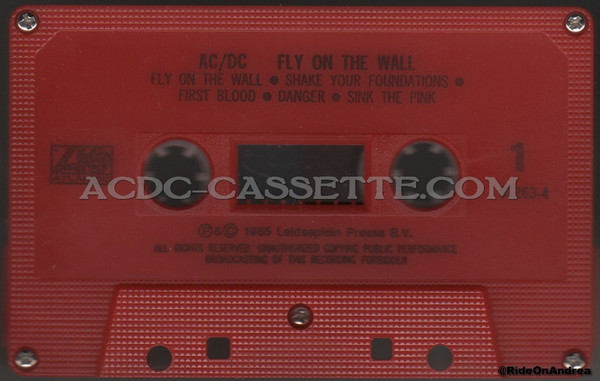 AC/DC FLY ON THE WALL
FLY ON THE WALL • SHAKE YOUR FOUNDATIONS •
FIRST BLOOD • DANGER • SINK THE PINK
1
ACDC-CASSETTE.COM
263-4
℗&© 1985 Leidseplein Presse B.V.
ALL RIGHTS RESERVED. UNAUTHORIZED COPYING PUBLIC PERFORMANCE
BROADCASTING OF THIS RECORDING FORBIDDEN
@RideOnAndrea